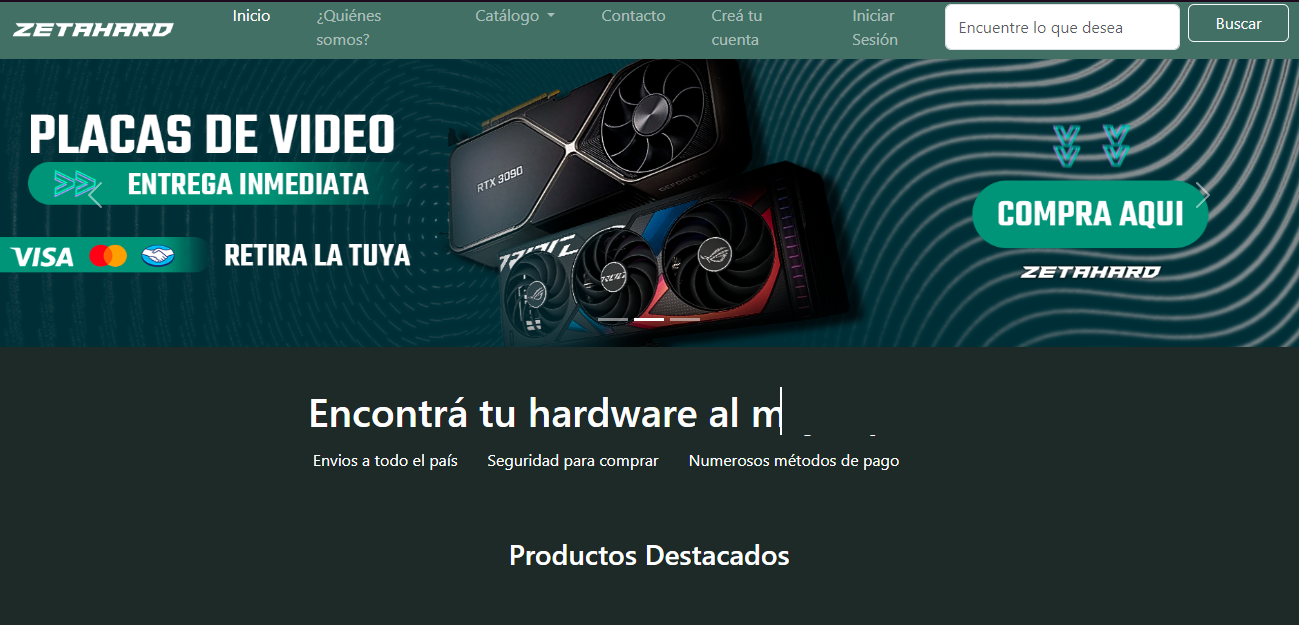 ZETAHARD
Inicio
¿Quiénes
somos?
Catálogo
Contacto
Creá tu
cuenta
Iniciar
Sesión
Encuentre lo que desea
Buscar
PLACAS DE VIDEO
ENTREGA INMEDIATA
VISA
RETIRA LA TUYA
RTX 3090
COMPRA AQUI
ZETAHARD
Encontrá tu hardware al m
Envios a todo el país
Seguridad para comprar
Numerosos métodos de pago
Productos Destacados